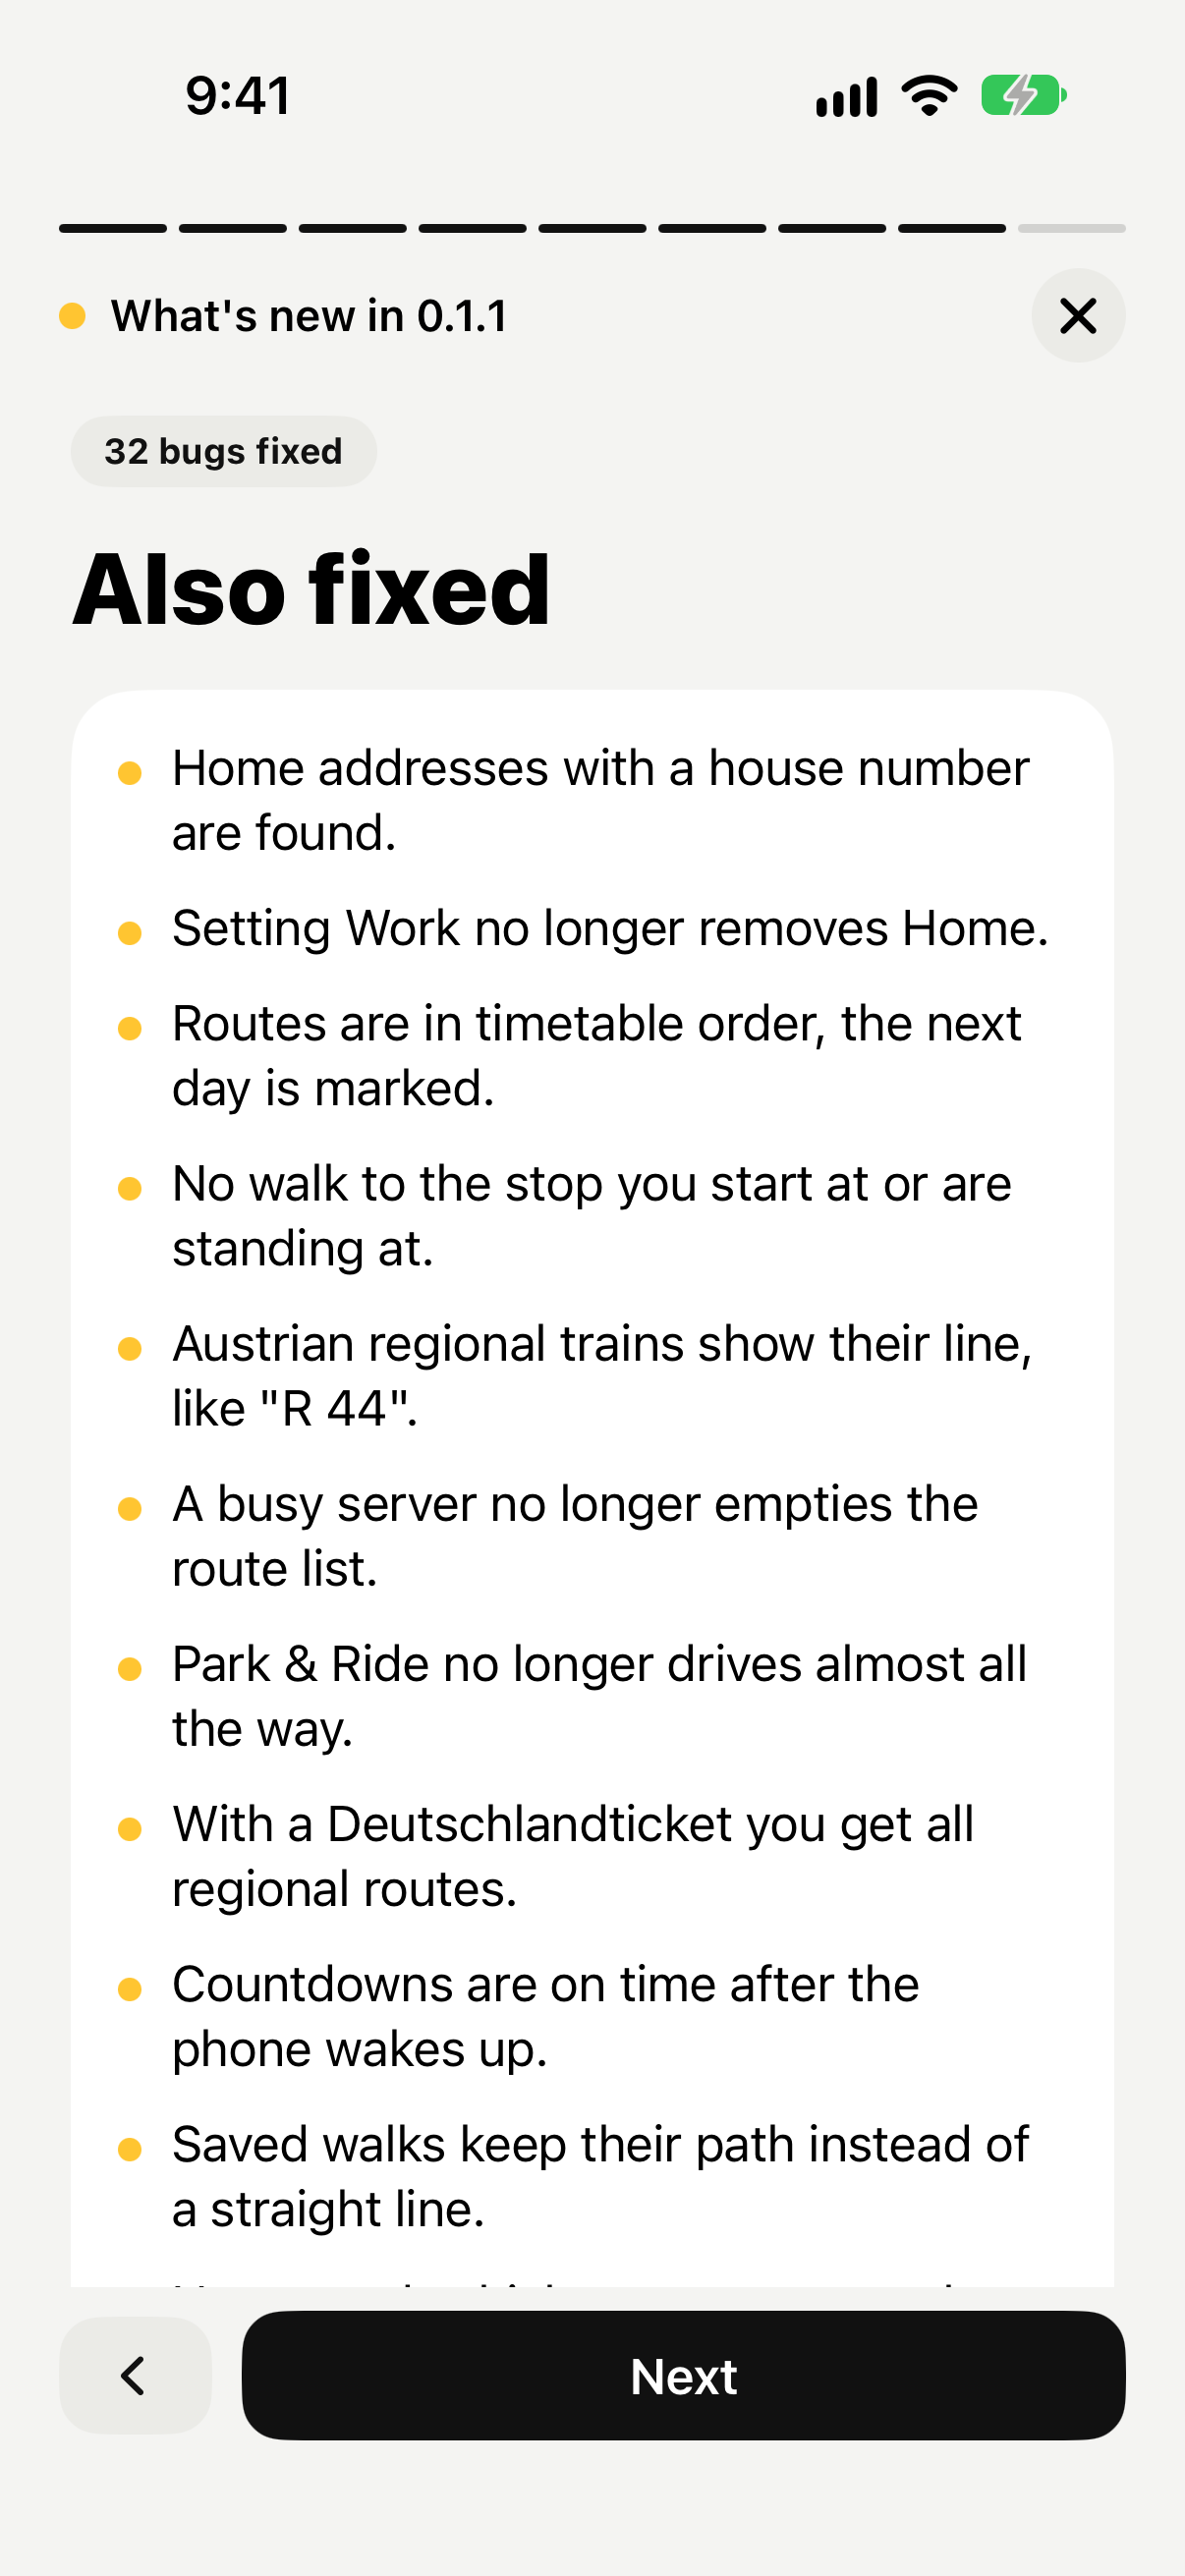 9:41
What's new in 0.1.1
32 bugs fixed
Also fixed
Home addresses with a house number
are found.
Setting Work no longer removes Home.
Routes are in timetable order, the next
day is marked.
No walk to the stop you start at or are
standing at.
Austrian regional trains show their line,
like "R 44".
A busy server no longer empties the
route list.
Park & Ride no longer drives almost all
the way.
With a Deutschlandticket you get all
regional routes.
Countdowns are on time after the
phone wakes up.
Saved walks keep their path instead of
a straight line.
Next